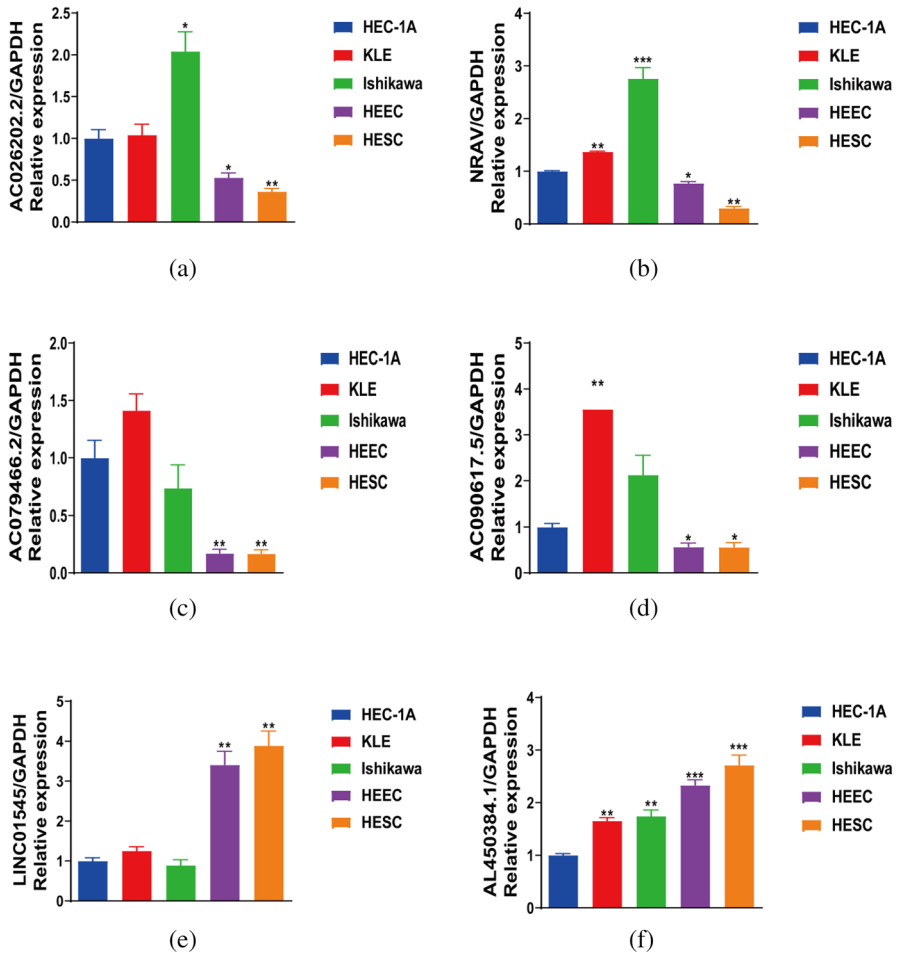 AC026202.2/GAPDH
Relative expression
2.5
2.0
1.5
1.0
0.5
0.0
*
*
**
HEC-1A
KLE
Ishikawa
HEEC
HESC
(a)
NRAV/GAPDH
Relative expression
4
3
2
1
0
**
***
*
**
HEC-1A
KLE
Ishikawa
HEEC
HESC
(b)
AC079466.2/GAPDH
Relative expression
2.0
1.5
1.0
0.5
0.0
**
**
HEC-1A
KLE
Ishikawa
HEEC
HESC
(c)
AC090617.5/GAPDH
Relative expression
5
4
3
2
1
0
**
*
*
HEC-1A
KLE
Ishikawa
HEEC
HESC
(d)
LINC01545/GAPDH
Relative expression
5
4
3
2
1
0
**
**
HEC-1A
KLE
Ishikawa
HEEC
HESC
(e)
AL450384.1/GAPDH
Relative expression
4
3
2
1
0
**
**
***
***
HEC-1A
KLE
Ishikawa
HEEC
HESC
(f)